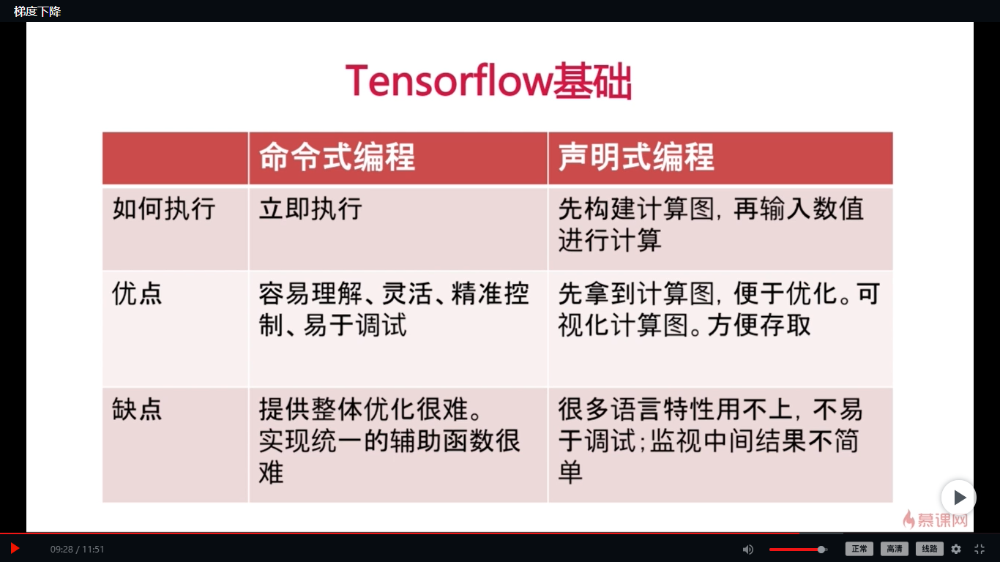 梯度下降
Tensorflow基础
命令式编程
声明式编程
如何执行
立即执行
先构建计算图, 再输入数值
进行计算
优点
容易理解、灵活、精准控
制、易于调试
先拿到计算图, 便于优化。可
视化计算图。方便存取
缺点
提供整体优化很难。
实现统一的辅助函数很
难
很多语言特性用不上, 不易
于调试;监视中间结果不简
单
慕课网
09:28 / 11:51
正常
高清
线路